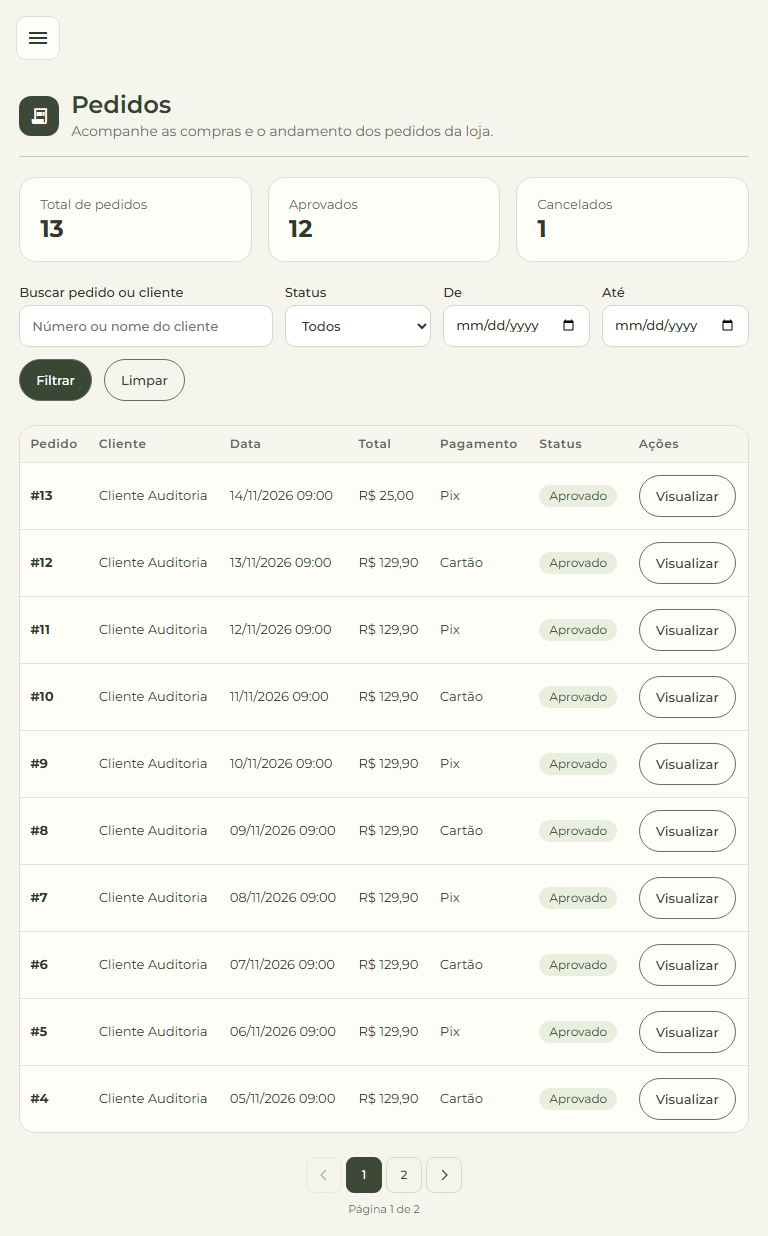 Pedidos
Acompanhe as compras e o andamento dos pedidos da loja.
Total de pedidos
13
Aprovados
12
Cancelados
1
Buscar pedido ou cliente
Número ou nome do cliente
Status
Todos
De
mm/dd/yyyy
Até
mm/dd/yyyy
Filtrar
Limpar
Pedido Cliente Data Total Pagamento Status Ações
#13 Cliente Auditoria 14/11/2026 09:00 R$ 25,00 Pix Aprovado Visualizar
#12 Cliente Auditoria 13/11/2026 09:00 R$ 129,90 Cartão Aprovado Visualizar
#11 Cliente Auditoria 12/11/2026 09:00 R$ 129,90 Pix Aprovado Visualizar
#10 Cliente Auditoria 11/11/2026 09:00 R$ 129,90 Cartão Aprovado Visualizar
#9 Cliente Auditoria 10/11/2026 09:00 R$ 129,90 Pix Aprovado Visualizar
#8 Cliente Auditoria 09/11/2026 09:00 R$ 129,90 Cartão Aprovado Visualizar
#7 Cliente Auditoria 08/11/2026 09:00 R$ 129,90 Pix Aprovado Visualizar
#6 Cliente Auditoria 07/11/2026 09:00 R$ 129,90 Cartão Aprovado Visualizar
#5 Cliente Auditoria 06/11/2026 09:00 R$ 129,90 Pix Aprovado Visualizar
#4 Cliente Auditoria 05/11/2026 09:00 R$ 129,90 Cartão Aprovado Visualizar
1 2
Página 1 de 2